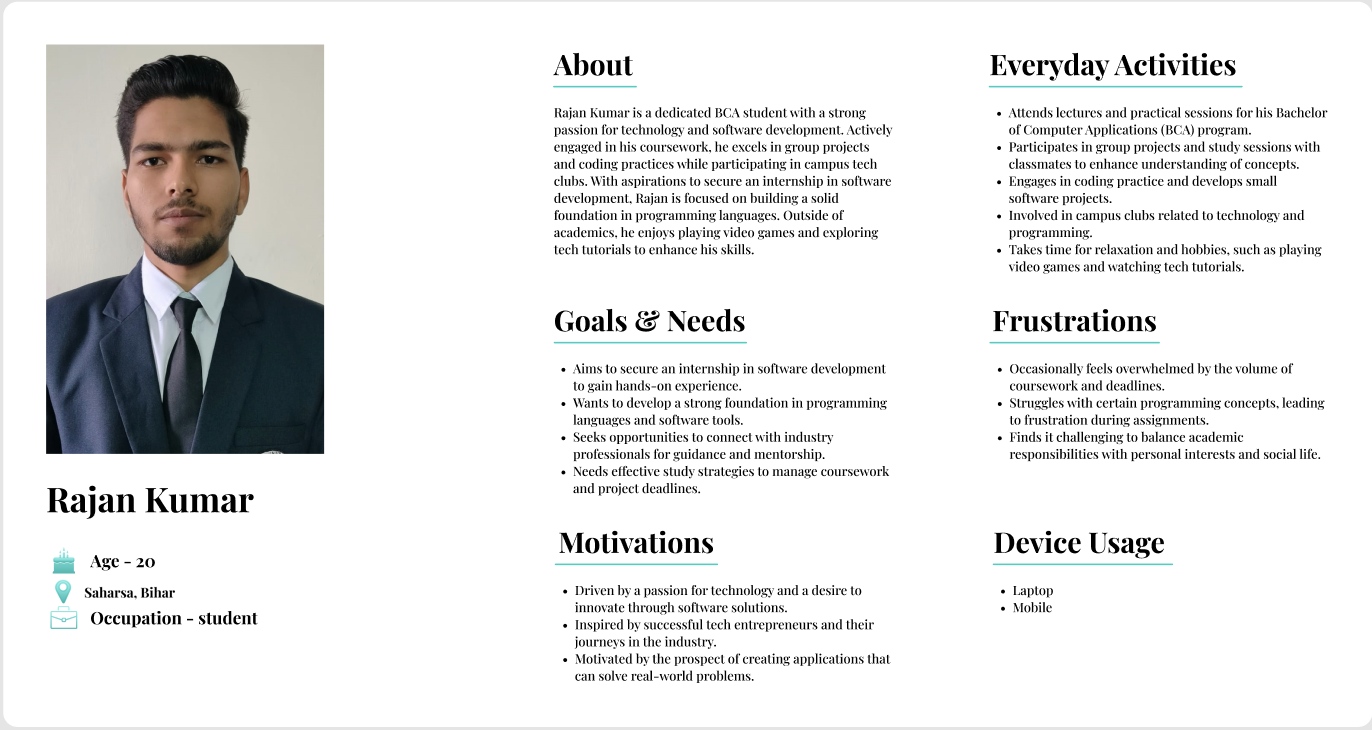 Rajan Kumar
Age - 20
Saharsa, Bihar
Occupation - student
About
Rajan Kumar is a dedicated BCA student with a strong
passion for technology and software development. Actively
engaged in his coursework, he excels in group projects
and coding practices while participating in campus tech
clubs. With aspirations to secure an internship in software
development, Rajan is focused on building a solid
foundation in programming languages. Outside of
academics, he enjoys playing video games and exploring
tech tutorials to enhance his skills.
Goals & Needs
• Aims to secure an internship in software development
to gain hands-on experience.
• Wants to develop a strong foundation in programming
languages and software tools.
• Seeks opportunities to connect with industry
professionals for guidance and mentorship.
• Needs effective study strategies to manage coursework
and project deadlines.
Motivations
• Driven by a passion for technology and a desire to
innovate through software solutions.
• Inspired by successful tech entrepreneurs and their
journeys in the industry.
• Motivated by the prospect of creating applications that
can solve real-world problems.
Everyday Activities
• Attends lectures and practical sessions for his Bachelor
of Computer Applications (BCA) program.
• Participates in group projects and study sessions with
classmates to enhance understanding of concepts.
• Engages in coding practice and develops small
software projects.
• Involved in campus clubs related to technology and
programming.
• Takes time for relaxation and hobbies, such as playing
video games and watching tech tutorials.
Frustrations
• Occasionally feels overwhelmed by the volume of
coursework and deadlines.
• Struggles with certain programming concepts, leading
to frustration during assignments.
• Finds it challenging to balance academic
responsibilities with personal interests and social life.
Device Usage
• Laptop
• Mobile